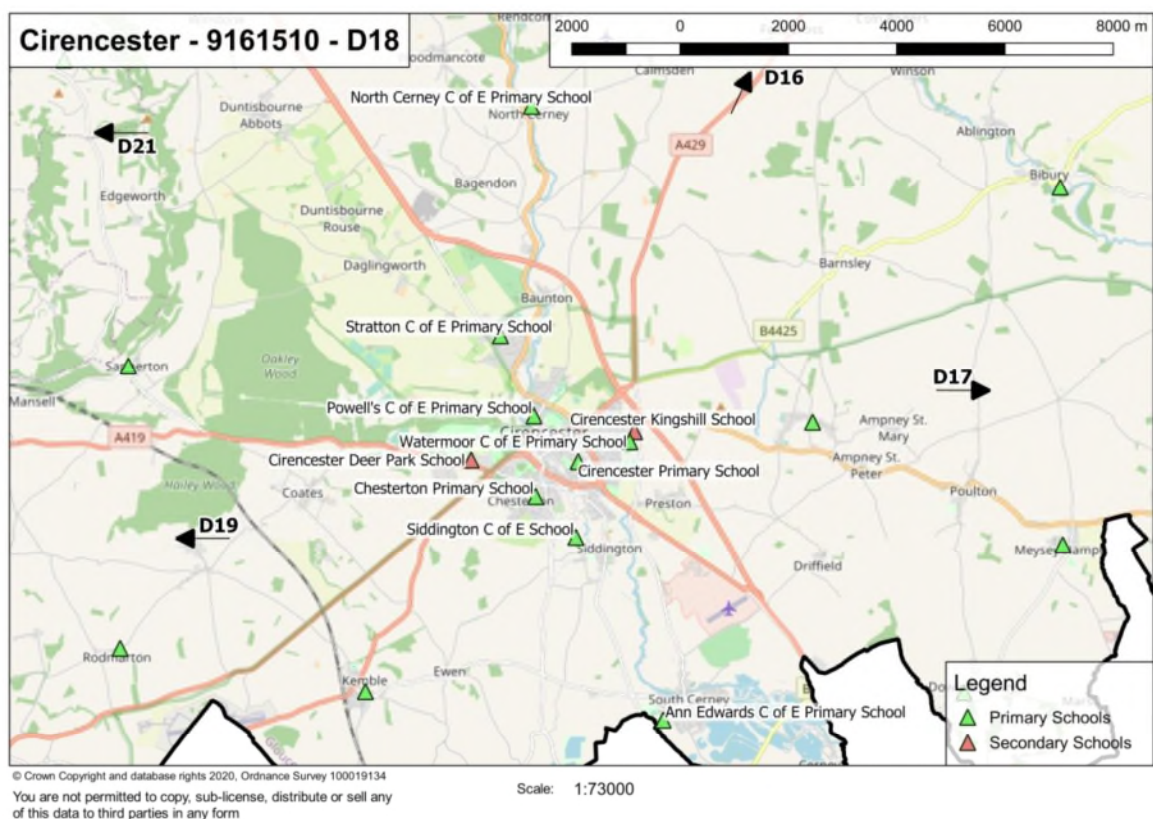 Cirencester - 9161510 - D18
2000 0 2000 4000 6000 8000 m
Woodmancote
Calmsden
Winson
D16
North Cerney C of E Primary School
North Cerney
Duntisbourne
Abbots
D21
A429
Ablington
Bibury
Edgeworth
Bagendon
Duntisbourne
Rouse
Daglingworth
Barnsley
Baunton
Stratton C of E Primary School
B4425
Oakley
Wood
Sapperton
Mansell
D17
Powell's C of E Primary School
Cirencester Kingshill School
Cirencester
Ampney St.
Mary
A419
Watermoor C of E Primary School
Cirencester Deer Park School
Cirencester Primary School
Ampney St.
Peter
Hailey Wood
Coates
Chesterton Primary School
Chesterton
Preston
Poulton
D19
Siddington C of E School
Siddington
Meysey Hamp
Driffield
Rodmarton
Kemble
Ewen
South Cerney
Ann Edwards C of E Primary School
Legend
Primary Schools
Secondary Schools
© Crown Copyright and database rights 2020, Ordnance Survey 100019134
You are not permitted to copy, sub-license, distribute or sell any
of this data to third parties in any form
Scale: 1:73000